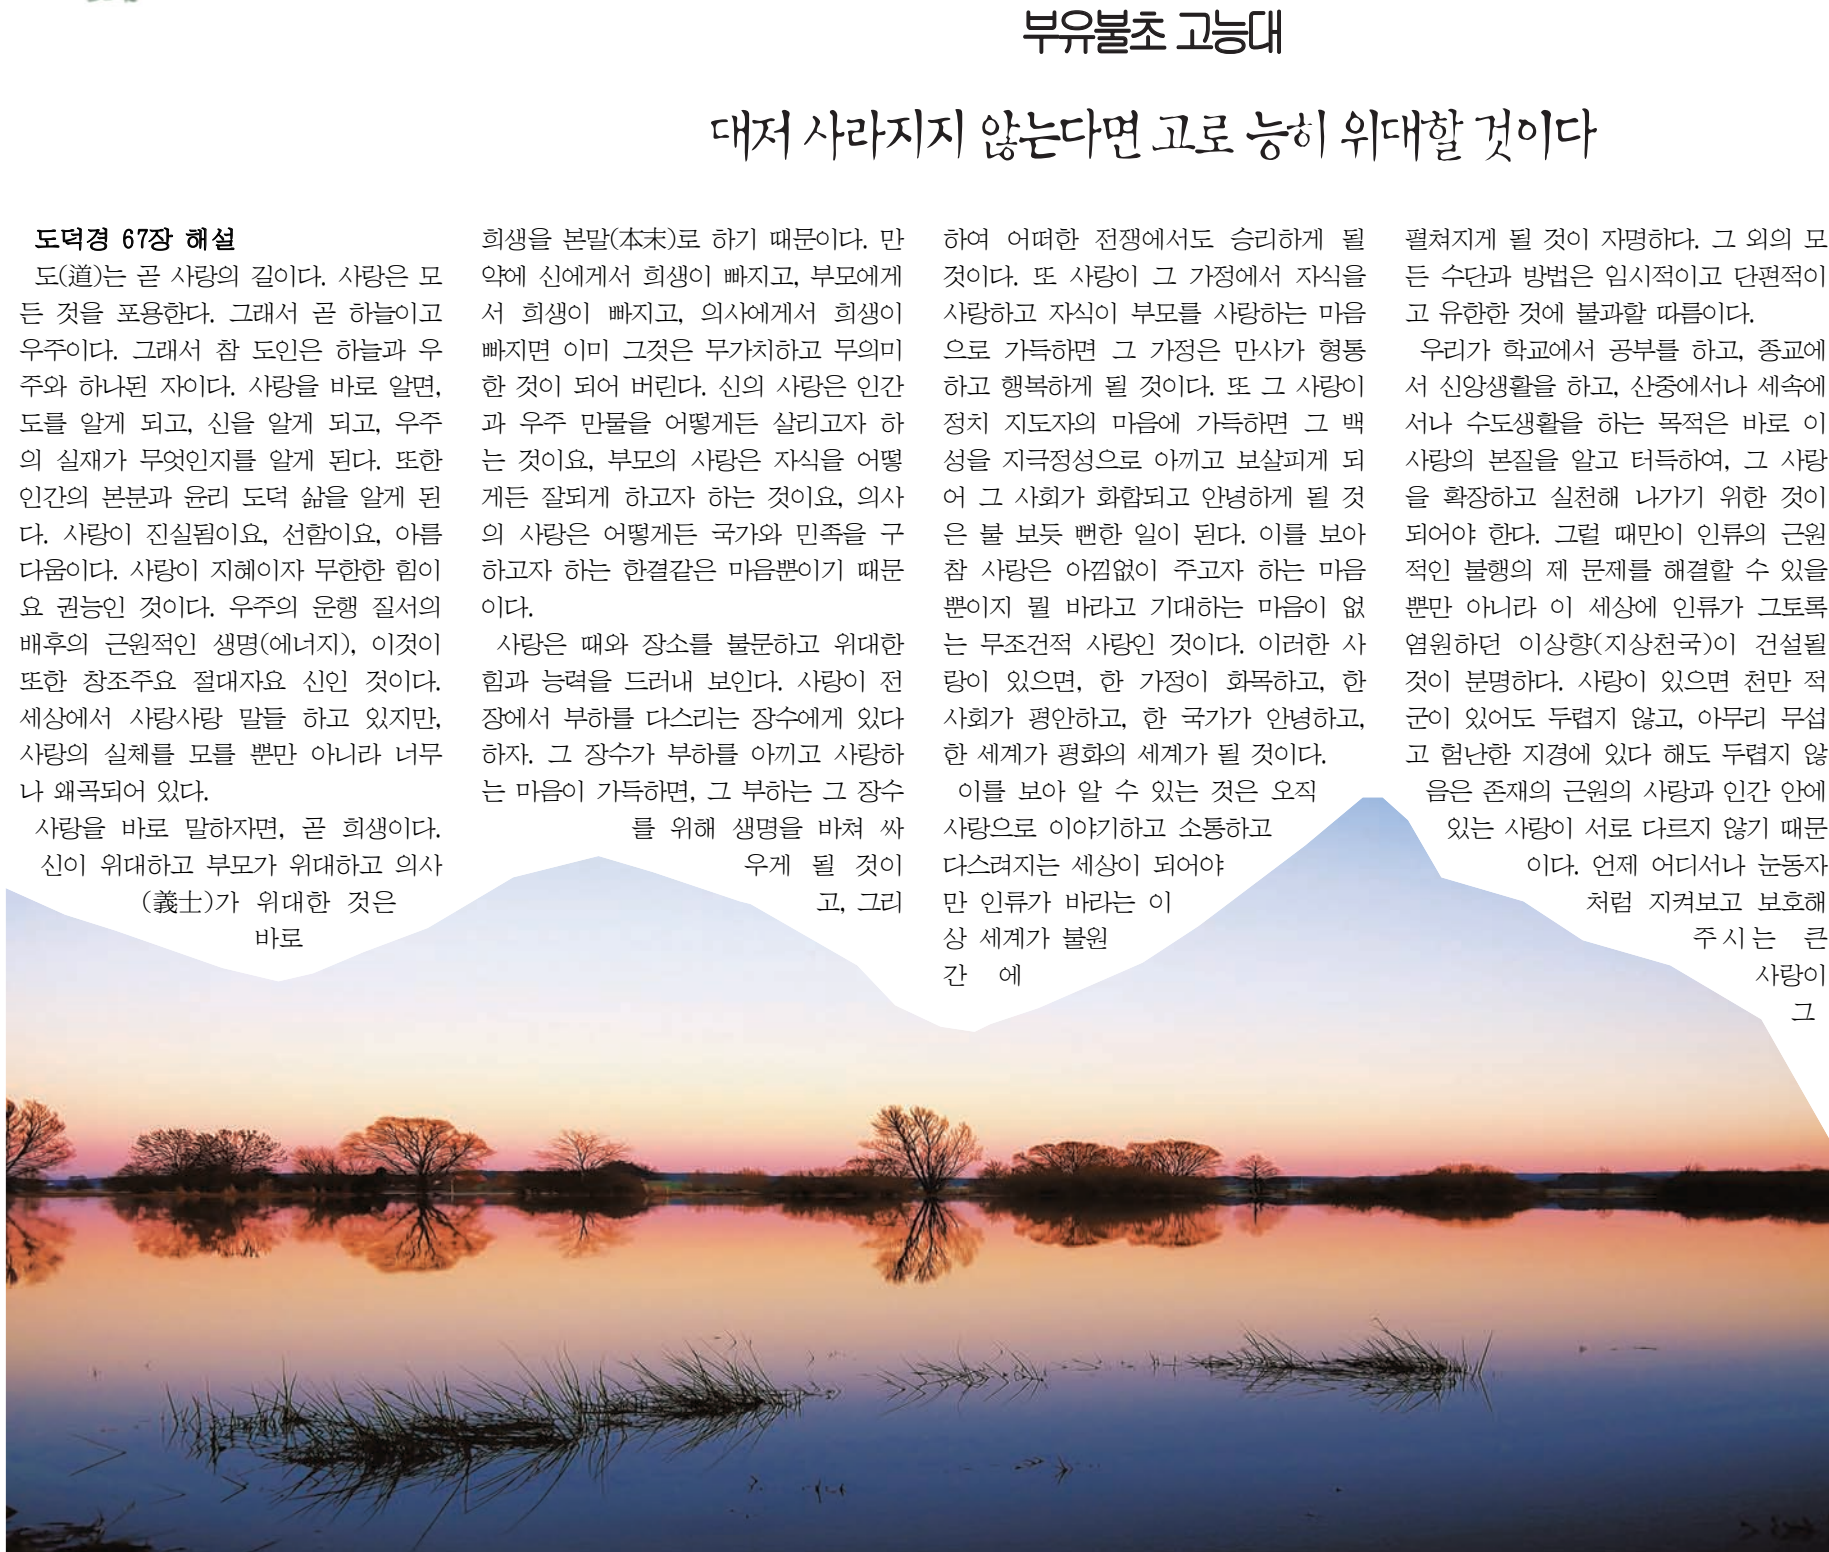 부유불초 고능대
대저 사라지지 않는다면 고로 능히 위대할 것이다
도덕경 67장 해설
도(道)는 곧 사랑의 길이다. 사랑은 모
든 것을 포용한다. 그래서 곧 하늘이고
우주이다. 그래서 참 도인은 하늘과 우
주와 하나된 자이다. 사랑을 바로 알면,
도를 알게 되고, 신을 알게 되고, 우주
의 실재가 무엇인지를 알게 된다. 또한
인간의 본분과 윤리 도덕 삶을 알게 된
다. 사랑이 진실됨이요, 선함이요, 아름
다움이다. 사랑이 지혜이자 무한한 힘이
요 권능인 것이다. 우주의 운행 질서의
배후의 근원적인 생명(에너지), 이것이
또한 창조주요 절대자요 신인 것이다.
세상에서 사랑사랑 말들 하고 있지만,
사랑의 실체를 모를 뿐만 아니라 너무
나 왜곡되어 있다.
사랑을 바로 말하자면, 곧 희생이다.
신이 위대하고 부모가 위대하고 의사
(義士)가 위대한 것은
바로
희생을 본말(本末)로 하기 때문이다. 만
약에 신에게서 희생이 빠지고, 부모에게
서 희생이 빠지고, 의사에게서 희생이
빠지면 이미 그것은 무가치하고 무의미
한 것이 되어 버린다. 신의 사랑은 인간
과 우주 만물을 어떻게든 살리고자 하
는 것이요, 부모의 사랑은 자식을 어떻
게든 잘되게 하고자 하는 것이요, 의사
의 사랑은 어떻게든 국가와 민족을 구
하고자 하는 한결같은 마음뿐이기 때문
이다.
사랑은 때와 장소를 불문하고 위대한
힘과 능력을 드러내 보인다. 사랑이 전
장에서 부하를 다스리는 장수에게 있다
하자. 그 장수가 부하를 아끼고 사랑하
는 마음이 가득하면, 그 부하는 그 장수
를 위해 생명을 바쳐 싸
우게 될 것이
고, 그리
하여 어떠한 전쟁에서도 승리하게 될
것이다. 또 사랑이 그 가정에서 자식을
사랑하고 자식이 부모를 사랑하는 마음
으로 가득하면 그 가정은 만사가 형통
하고 행복하게 될 것이다. 또 그 사랑이
정치 지도자의 마음에 가득하면 그 백
성을 지극정성으로 아끼고 보살피게 되
어 그 사회가 화합되고 안녕하게 될 것
은 불 보듯 뻔한 일이 된다. 이를 보아
참 사랑은 아낌없이 주고자 하는 마음
뿐이지 뭘 바라고 기대하는 마음이 없
는 무조건적 사랑인 것이다. 이러한 사
랑이 있으면, 한 가정이 화목하고, 한
사회가 평안하고, 한 국가가 안녕하고,
한 세계가 평화의 세계가 될 것이다.
이를 보아 알 수 있는 것은 오직
사랑으로 이야기하고 소통하고
다스려지는 세상이 되어야
만 인류가 바라는 이
상 세계가 불원
간 에
펼쳐지게 될 것이 자명하다. 그 외의 모
든 수단과 방법은 임시적이고 단편적이
고 유한한 것에 불과할 따름이다.
우리가 학교에서 공부를 하고, 종교에
서 신앙생활을 하고, 산중에서나 세속에
서나 수도생활을 하는 목적은 바로 이
사랑의 본질을 알고 터득하여, 그 사랑
을 확장하고 실천해 나가기 위한 것이
되어야 한다. 그럴 때만이 인류의 근원
적인 불행의 제 문제를 해결할 수 있을
뿐만 아니라 이 세상에 인류가 그토록
염원하던 이상향(지상천국)이 건설될
것이 분명하다. 사랑이 있으면 천만 적
군이 있어도 두렵지 않고, 아무리 무섭
고 험난한 지경에 있다 해도 두렵지 않
음은 존재의 근원의 사랑과 인간 안에
있는 사랑이 서로 다르지 않기 때문
이다. 언제 어디서나 눈동자
처럼 지켜보고 보호해
주시는 큰
사랑이
그